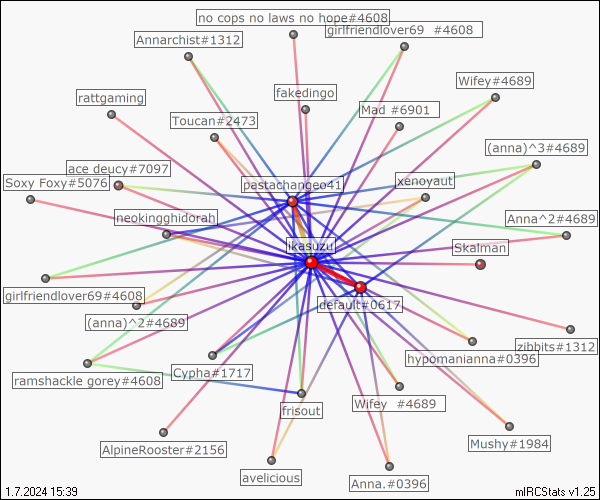 no cops no laws no hope#4608
girlfriendlover69 #4608
Annarchist#1312
Wifey#4689
rattgaming
fakedingo
Mad #6901
Toucan#2473
(anna)^3#4689
ace deucy#7097
Soxy Foxy#5076
pastachangeo41
xenoyaut
neokingghidorah
Anna^2#4689
ikasuzu
Skaiman
girlfriendlover69#4608
default#0617
(anna)^2#4689
zibbits#1312
hypomanianna#0396
ramshackle gorey#4608
Cypha#1717
frisout
Wifey #4689
AlpineRooster#2156
Mushy#1984
avelicious
Anna.#0396
1.7.2024 15:39
mIRCStats v1.25